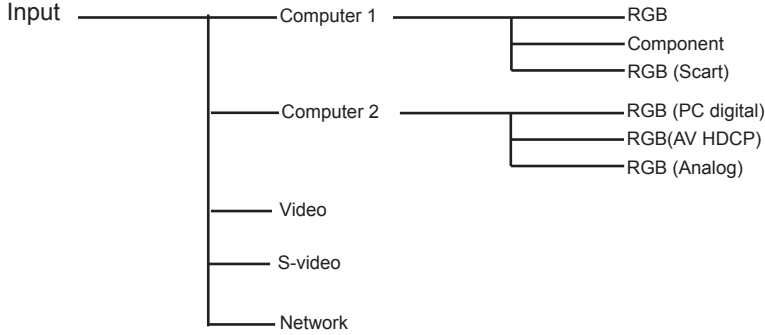 Input
Computer 1
RGB
Component
RGB (Scart)
Computer 2
RGB (PC digital)
RGB(AV HDCP)
RGB (Analog)
Video
S-video
Network